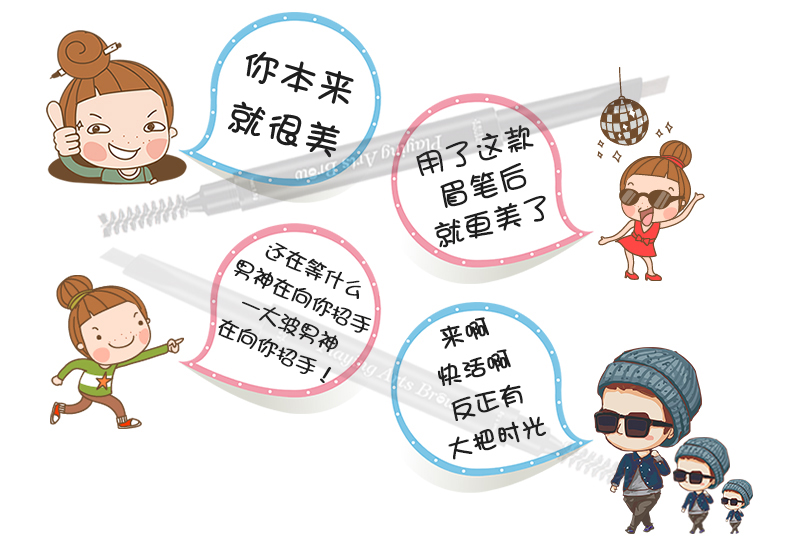 你本来
就很美
Playing Arts Brow
用了这款
眉笔后
就更美了
还在等什么
男神在向你招手
一大波男神
在向你招手！
Playing Arts Brow
来啊
快活啊
反正有
大把时光